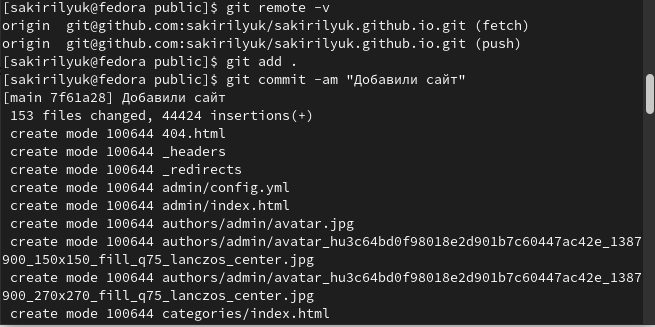 [sakirilyuk@fedora public]$ git remote -v
origin  git@github.com:sakirilyuk/sakirilyuk.github.io.git (fetch)
origin  git@github.com:sakirilyuk/sakirilyuk.github.io.git (push)
[sakirilyuk@fedora public]$ git add .
[sakirilyuk@fedora public]$ git commit -am "Добавили сайт"
[main 7f61a28] Добавили сайт
 153 files changed, 44424 insertions(+)
 create mode 100644 404.html
 create mode 100644 _headers
 create mode 100644 _redirects
 create mode 100644 admin/config.yml
 create mode 100644 admin/index.html
 create mode 100644 authors/admin/avatar.jpg
 create mode 100644 authors/admin/avatar_hu3c64bd0f98018e2d901b7c60447ac42e_1387
900_150x150_fill_q75_lanczos_center.jpg
 create mode 100644 authors/admin/avatar_hu3c64bd0f98018e2d901b7c60447ac42e_1387
900_270x270_fill_q75_lanczos_center.jpg
 create mode 100644 categories/index.html